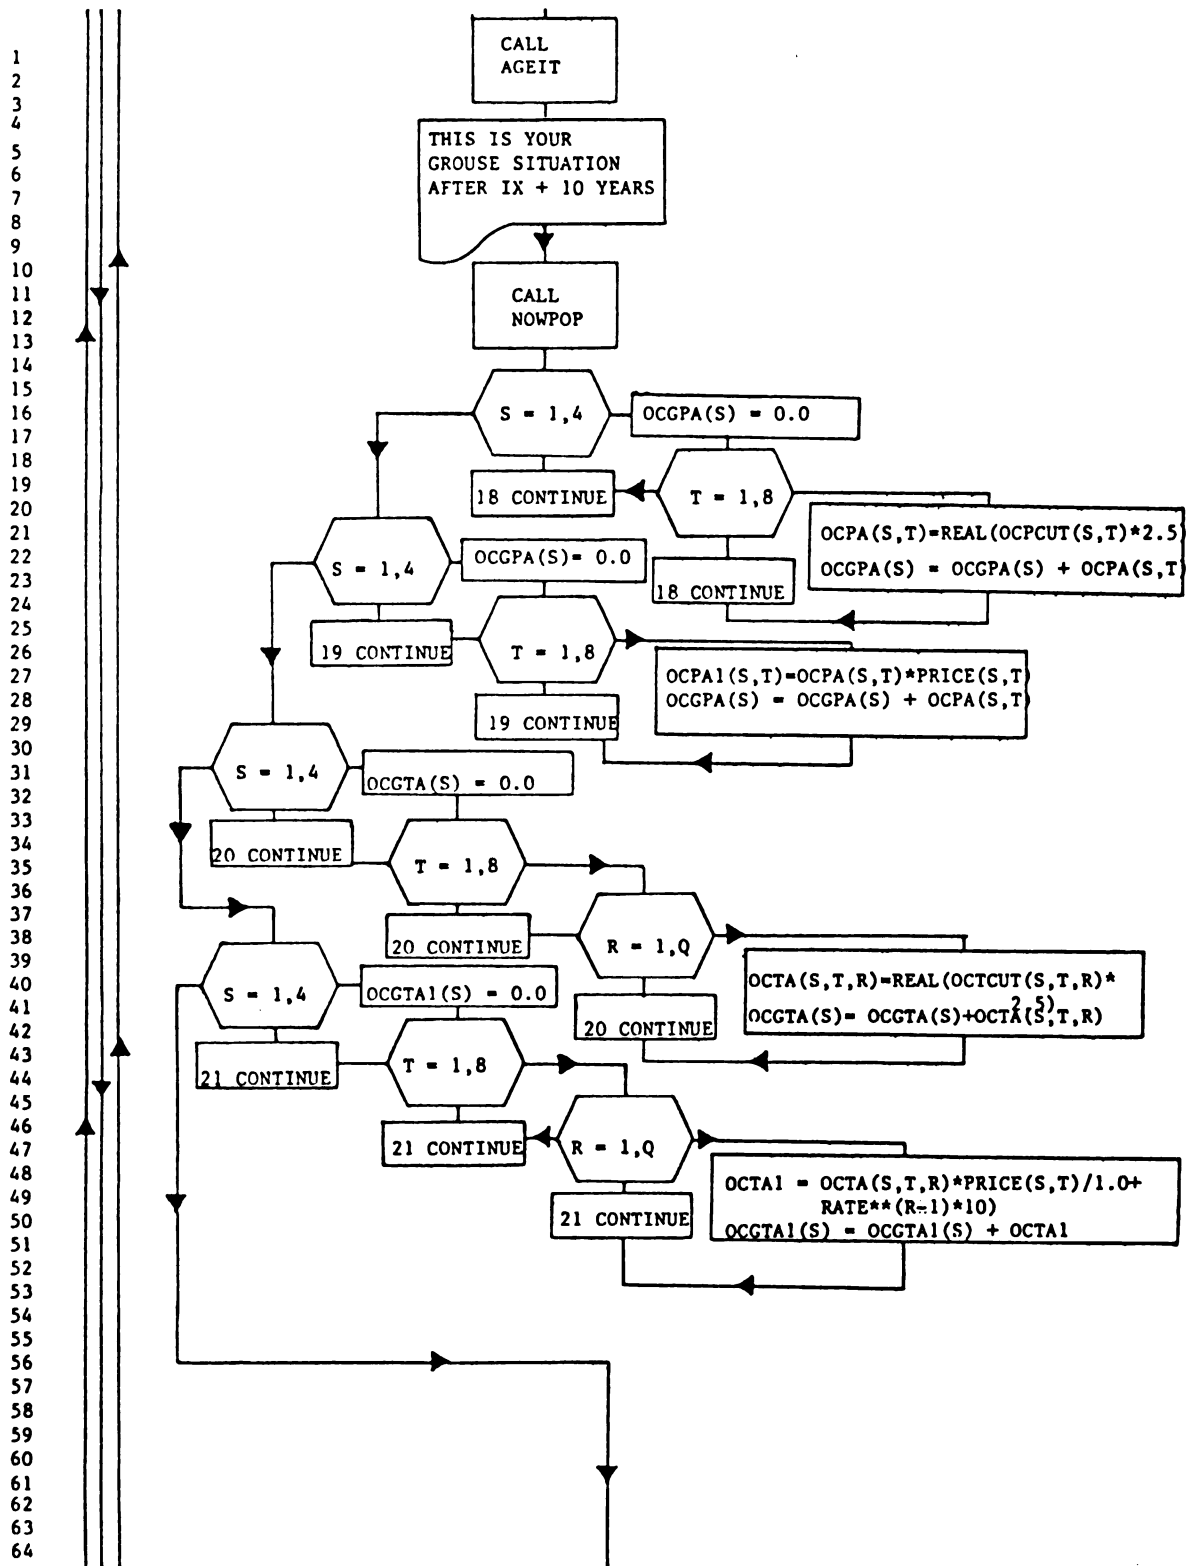 1
2
3
4
5
6
7
8
9
10
11
12
13
14
15
16
17
18
19
20
21
22
23
24
25
26
27
28
29
30
31
32
33
34
35
36
37
38
39
40
41
42
43
44
45
46
47
48
49
50
51
52
53
54
55
56
57
58
59
60
61
62
63
64
CALL
AGEIT
THIS IS YOUR
GROUSE SITUATION
AFTER IX + 10 YEARS
CALL
NOWPOP
S = 1,4
OCGPA(S) = 0.0
18 CONTINUE
T = 1,8
OCPA(S,T)=REAL(OCPCUT(S,T)*2.5)
OCGPA(S) = OCGPA(S) + OCPA(S,T)
18 CONTINUE
S = 1,4
OCGPA(S)= 0.0
19 CONTINUE
T = 1,8
OCPA1(S,T)=OCPA(S,T)*PRICE(S,T)
OCGPA(S) = OCGPA(S) + OCPA(S,T)
19 CONTINUE
S = 1,4
OCGTA(S) = 0.0
20 CONTINUE
T = 1,8
20 CONTINUE
R = 1,Q
OCTA(S,T,R)=REAL(OCTCUT(S,T,R)*
2.5)
OCGTA(S)= OCGTA(S)+OCTA(S,T,R)
20 CONTINUE
S = 1,4
OCGTA1(S) = 0.0
21 CONTINUE
T = 1,8
21 CONTINUE
R = 1,Q
OCTA1 = OCTA(S,T,R)*PRICE(S,T)/1.0+
RATE**(R-1)*10)
OCGTA1(S) = OCGTA1(S) + OCTA1
21 CONTINUE